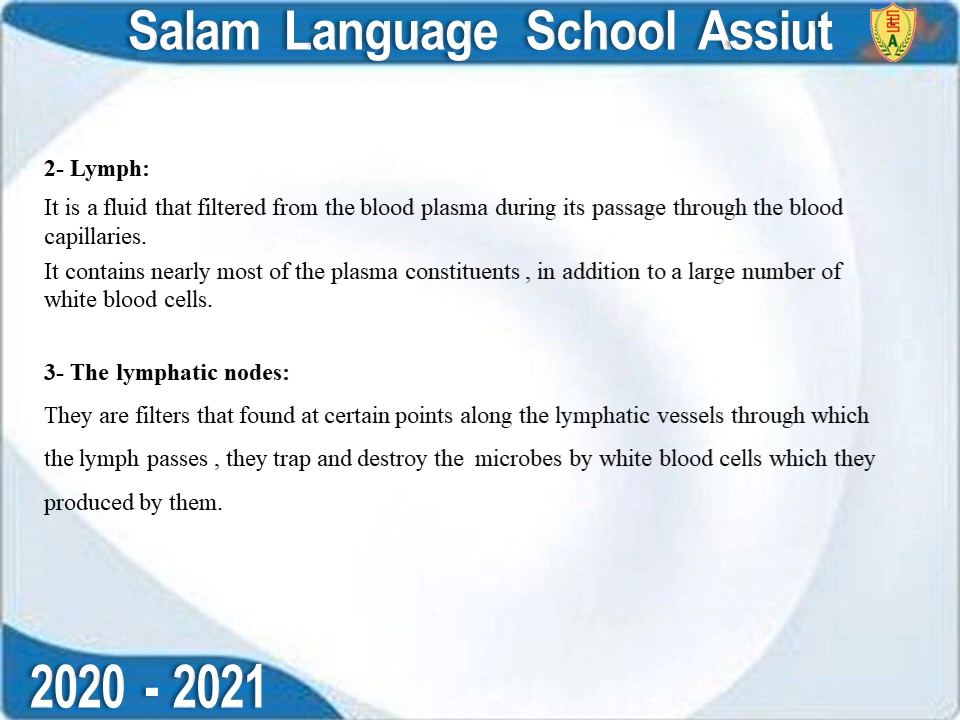 Salam Language School Assiut
2- Lymph:
It is a fluid that filtered from the blood plasma during its passage through the blood
capillaries.
It contains nearly most of the plasma constituents , in addition to a large number of
white blood cells.
3- The lymphatic nodes:
They are filters that found at certain points along the lymphatic vessels through which
the lymph passes , they trap and destroy the microbes by white blood cells which they
produced by them.
2020 - 2021